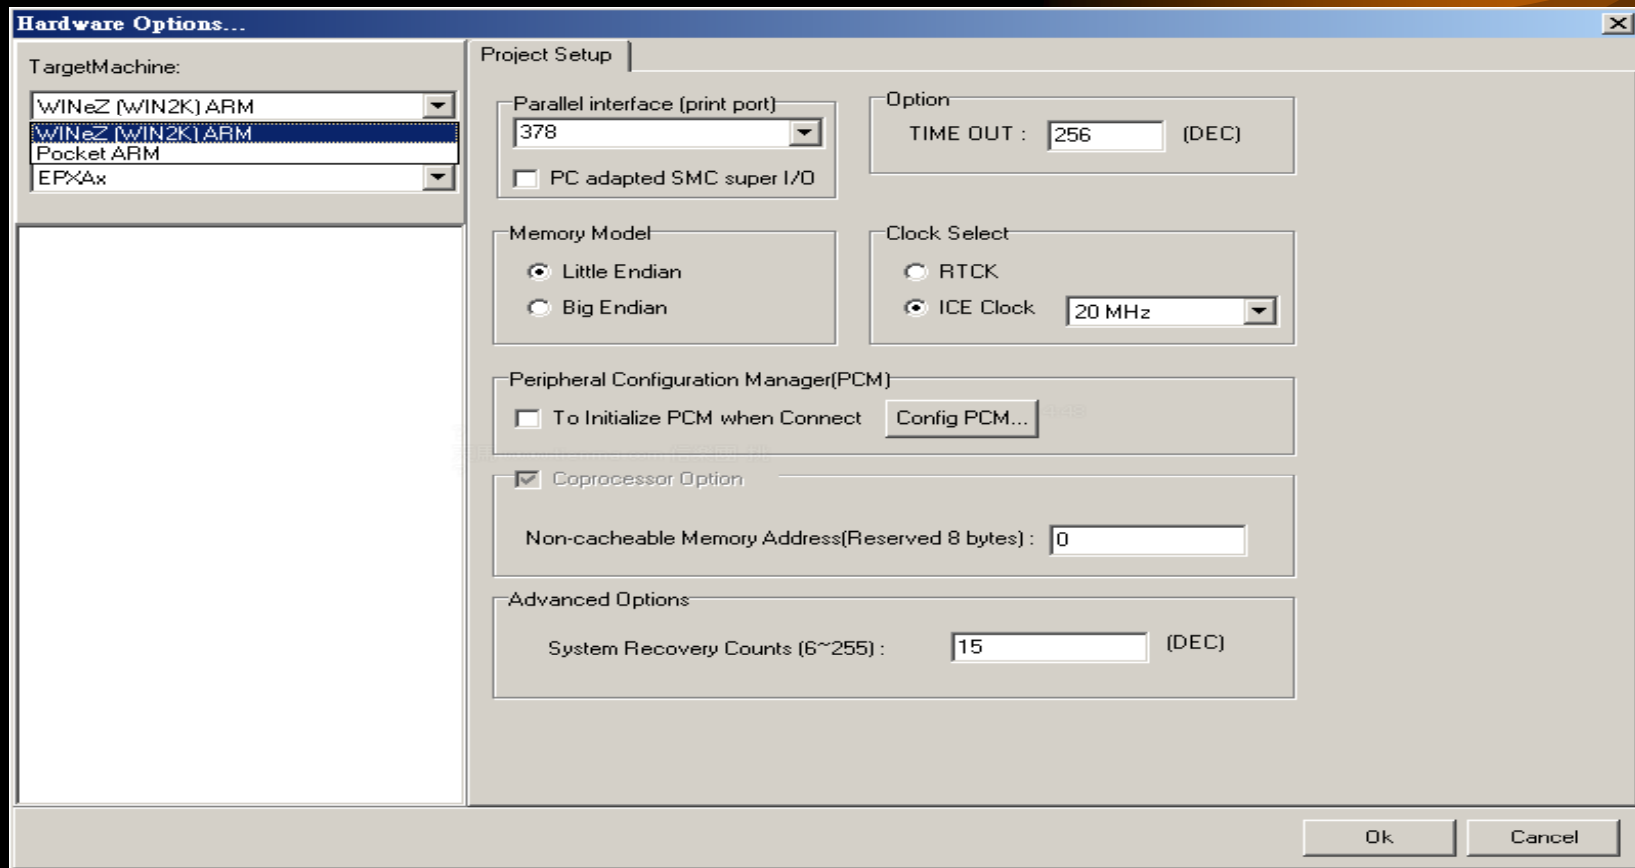 Hardware Options...
TargetMachine:
WINeZ (WIN2K) ARM
WINeZ (WIN2K) ARM
Pocket ARM
EPXAx
Project Setup
Parallel interface (print port)
378
PC adapted SMC super I/O
Option
TIME OUT : 256 (DEC)
Memory Model
Little Endian
Big Endian
Clock Select
RTCK
ICE Clock 20 MHz
Peripheral Configuration Manager(PCM)
To Initialize PCM when Connect Config PCM...
Coprocessor Option
Non-cacheable Memory Address(Reserved 8 bytes) : 0
Advanced Options
System Recovery Counts (6~255) : 15 (DEC)
Ok Cancel